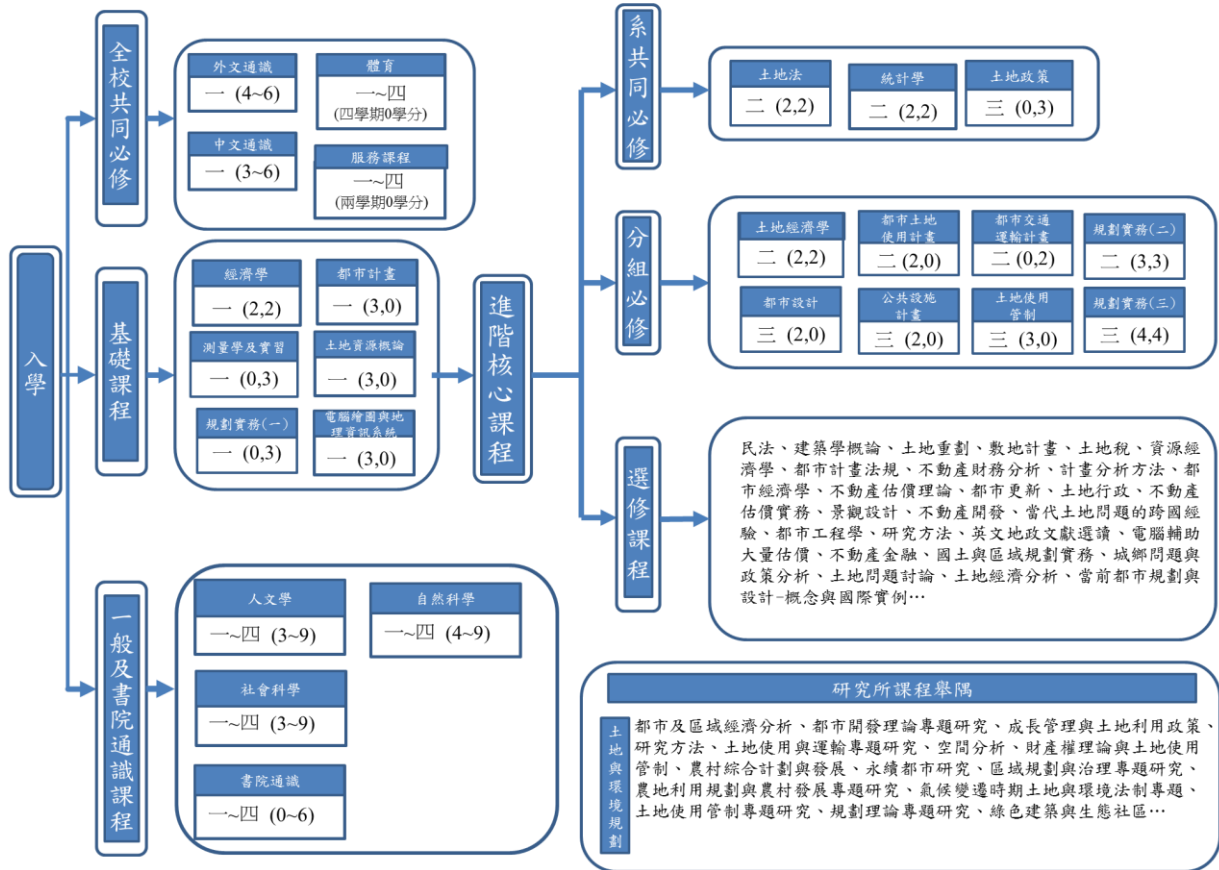 入學
全校共同必修
外文通識
一 (4~6)
體育
一~四
(四學期0學分)
中文通識
一 (3~6)
服務課程
一~四
(兩學期0學分)
基礎課程
經濟學
一 (2,2)
都市計畫
一 (3,0)
測量學及實習
一 (0,3)
土地資源概論
一 (3,0)
規劃實務(一)
一 (0,3)
電腦繪圖與地
理資訊系統
一 (3,0)
一般及書院通識課程
人文學
一~四 (3~9)
自然科學
一~四 (4~9)
社會科學
一~四 (3~9)
書院通識
一~四 (0~6)
進階核心課程
系共同必修
土地法
二 (2,2)
統計學
二 (2,2)
土地政策
三 (0,3)
分組必修
土地經濟學
二 (2,2)
都市土地
使用計畫
二 (2,0)
都市交通
運輸計畫
二 (0,2)
規劃實務(二)
二 (3,3)
都市設計
三 (2,0)
公共設施
計畫
三 (2,0)
土地使用
管制
三 (3,0)
規劃實務(三)
三 (4,4)
選修課程
民法、建築學概論、土地重劃、敷地計畫、土地稅、資源經
濟學、都市計畫法規、不動產財務分析、計畫分析方法、都
市經濟學、不動產估價理論、都市更新、土地行政、不動產
估價實務、景觀設計、不動產開發、當代土地問題的跨國經
驗、都市工程學、研究方法、英文地政文獻選讀、電腦輔助
大量估價、不動產金融、國土與區域規劃實務、城鄉問題與
政策分析、土地問題討論、土地經濟分析、當前都市規劃與
設計-概念與國際實例…
研究所課程舉隅
土地與環境規劃
都市及區域經濟分析、都市開發理論專題研究、成長管理與土地利用政策、
研究方法、土地使用與運輸專題研究、空間分析、財產權理論與土地使用
管制、農村綜合計劃與發展、永續都市研究、區域規劃與治理專題研究、
農地利用規劃與農村發展專題研究、氣候變遷時期土地與環境法制專題、
土地使用管制專題研究、規劃理論專題研究、綠色建築與生態社區…